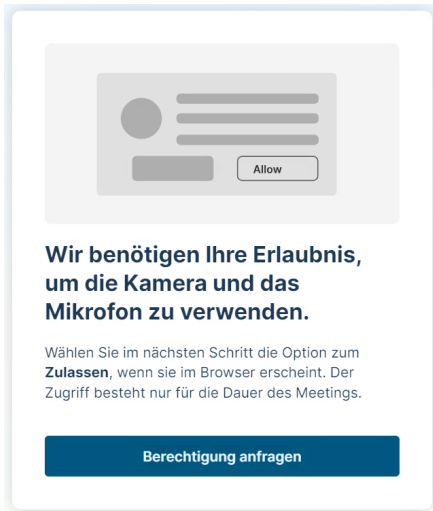 Allow
Wir benötigen Ihre Erlaubnis,
um die Kamera und das
Mikrofon zu verwenden.
Wählen Sie im nächsten Schritt die Option zum
Zulassen, wenn sie im Browser erscheint. Der
Zugriff besteht nur für die Dauer des Meetings.
Berechtigung anfragen